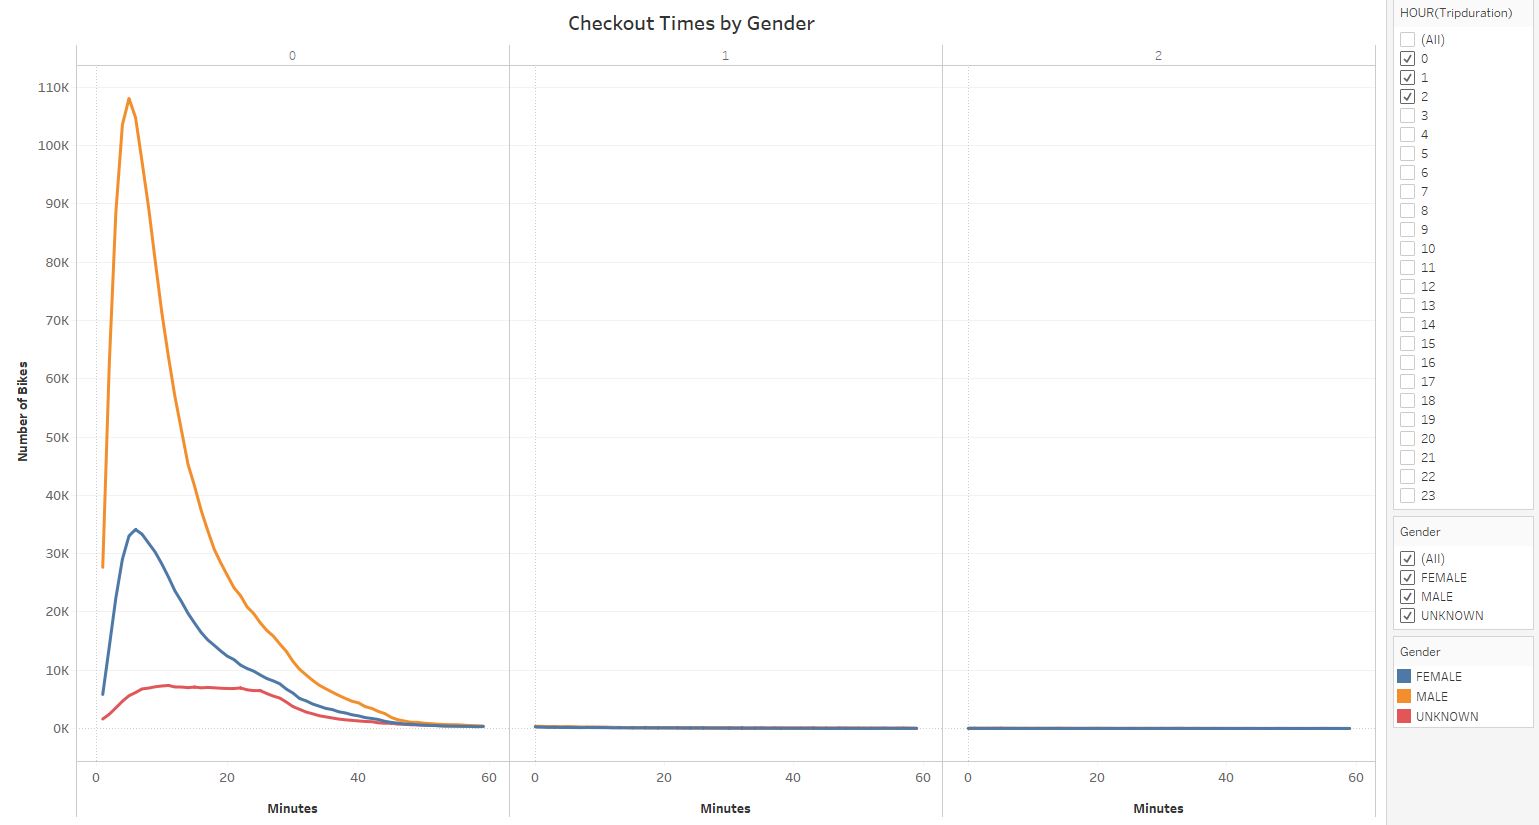 Checkout Times by Gender
0 1 2
110K
100K
90K
80K
70K
60K
50K
40K
30K
20K
10K
0K
Number of Bikes
0 20 40 60 0 20 40 60 0 20 40 60
Minutes Minutes Minutes
HOUR(Tripduration)
(All)
0
1
2
3
4
5
6
7
8
9
10
11
12
13
14
15
16
17
18
19
20
21
22
23
Gender
(All)
FEMALE
MALE
UNKNOWN
Gender
FEMALE
MALE
UNKNOWN